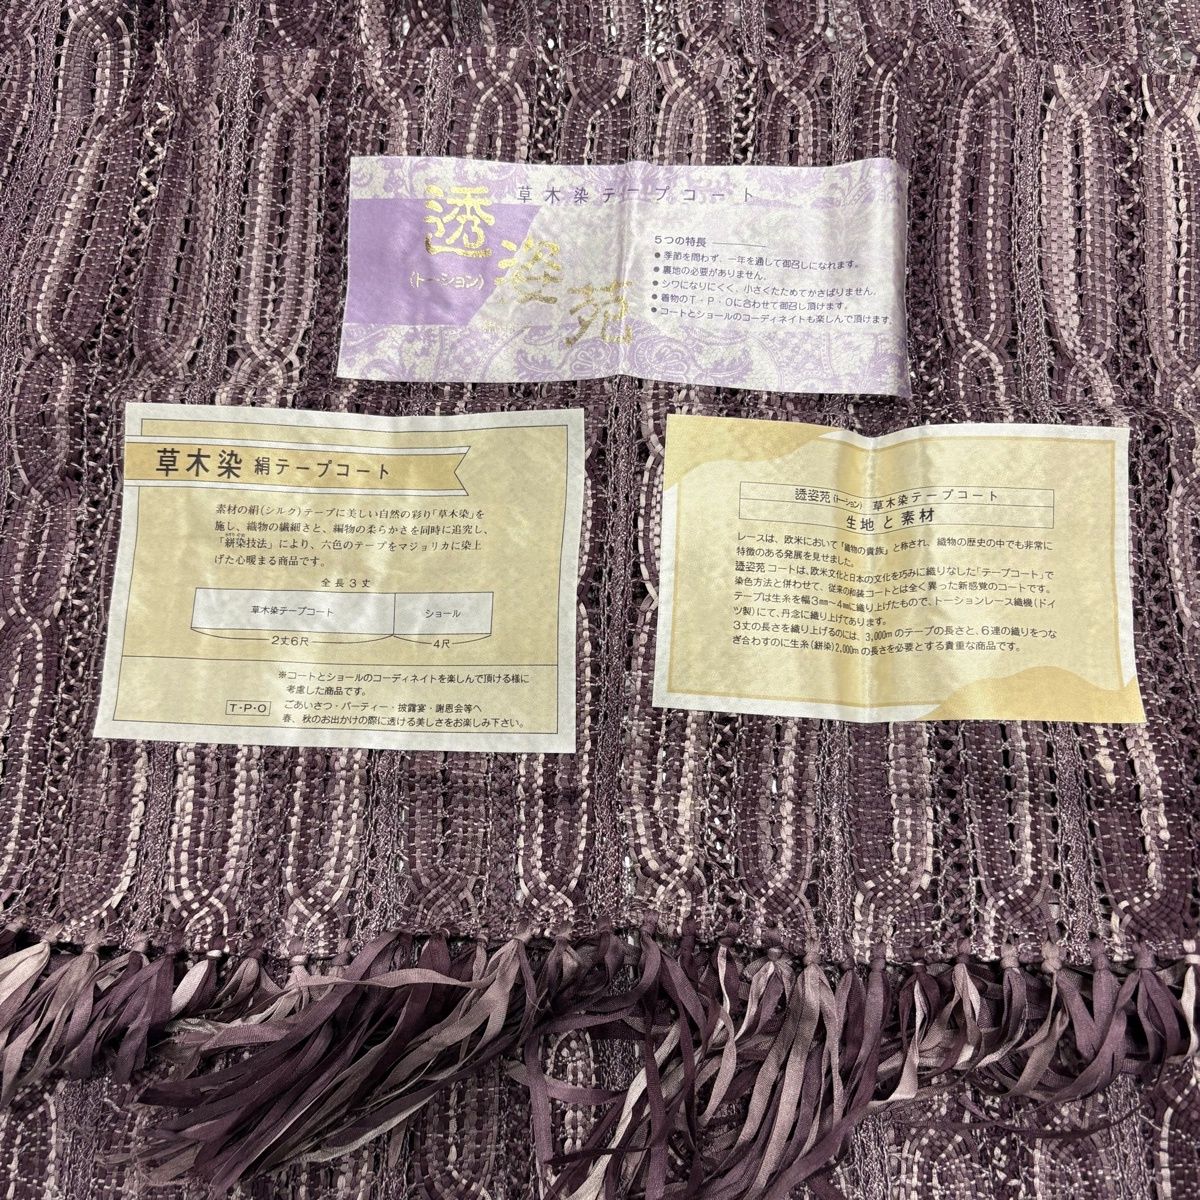 草木染テープコート
透姿苑
(トーション)
5つの特長
● 季節を問わず、一年を通して御召しになれます。
● 裏地の必要がありません。
● シワになりにくく、小さくたためてかさばりません。
● 着物のT・P・Oに合わせて御召し頂けます。
● コートとショールのコーディネイトも楽しんで頂けます。
草木染 絹テープコート
素材の絹(シルク)テープに美しい自然の彩り「草木染」を
施し、織物の繊細さと、編物の柔らかさを同時に追究し、
「絣染技法」により、六色のテープをマジョリカに染上
げた心暖まる商品です。
全長3丈
草木染テープコート ショール
2丈6尺 4尺
※コートとショールのコーディネイトを楽しんで頂ける様に
考慮した商品です。
T・P・O ごあいさつ・パーティー・披露宴・謝恩会等へ
春、秋のお出かけの際に透ける美しさをお楽しみ下さい。
透姿苑(トーション) 草木染テープコート
生地と素材
レースは、欧米において「織物の貴族」と称され、織物の歴史の中でも非常に
特徴のある発展を見せました。
透姿苑コートは、欧米文化と日本の文化を巧みに織りなした「テープコート」で
染色方法と併わせて、従来の和装コートとは全く異った新感覚のコートです。
テープは生糸を幅3mm〜4mmに織り上げたもので、トーションレース織機(ドイ
ツ製)にて、丹念に織り上げてあります。
3丈の長さを織り上げるのには、3,000mのテープの長さと、6連の織りをつな
ぎ合わすのに生糸(絣染)2,000mの長さを必要とする貴重な商品です。